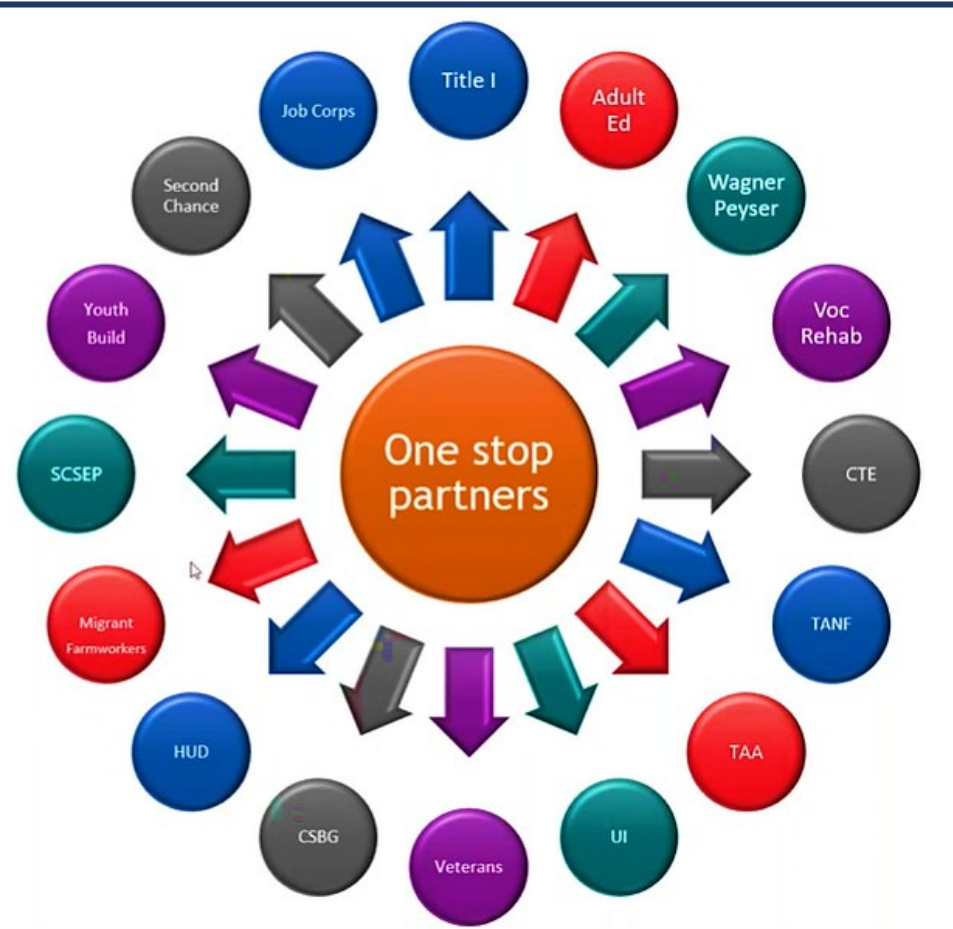 One stop
partners
Title I
Adult
Ed
Wagner
Peyser
Voc
Rehab
CTE
TANF
TAA
UI
Veterans
CSBG
HUD
Migrant
Farmworkers
SCSEP
Youth
Build
Second
Chance
Job Corps